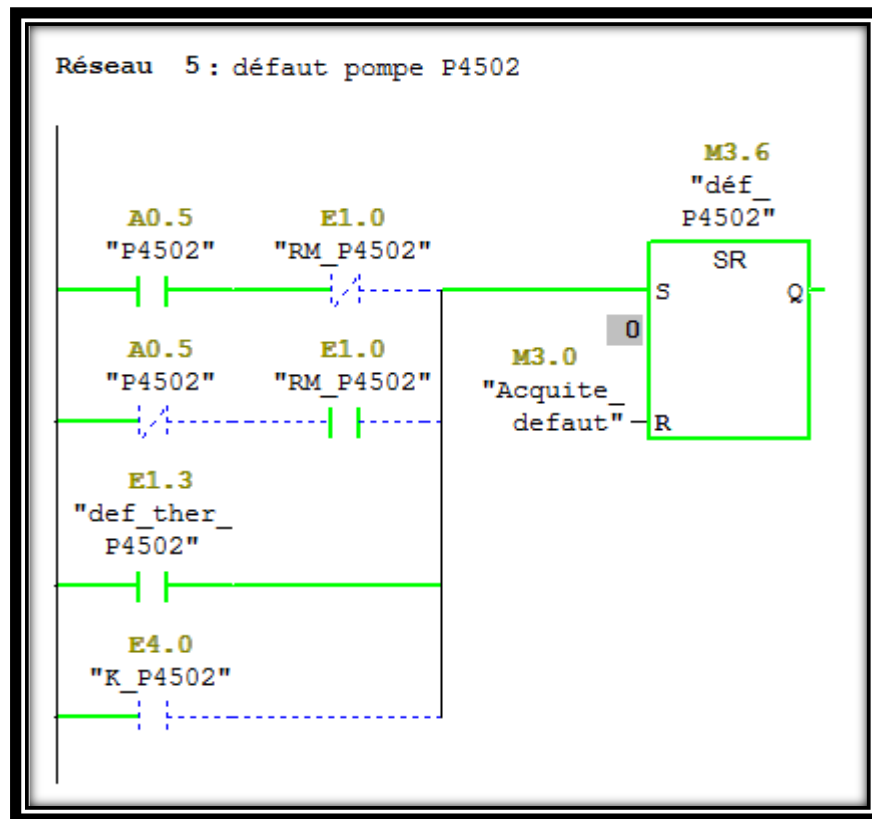 Réseau 5 : défaut pompe P4502
M3.6
"déf_
P4502"
A0.5 E1.0
"P4502" "RM_P4502"
SR
S Q
0
A0.5 E1.0
"P4502" "RM_P4502"
M3.0
"Acquite_
defaut" R
E1.3
"def_ther_
P4502"
E4.0
"K_P4502"